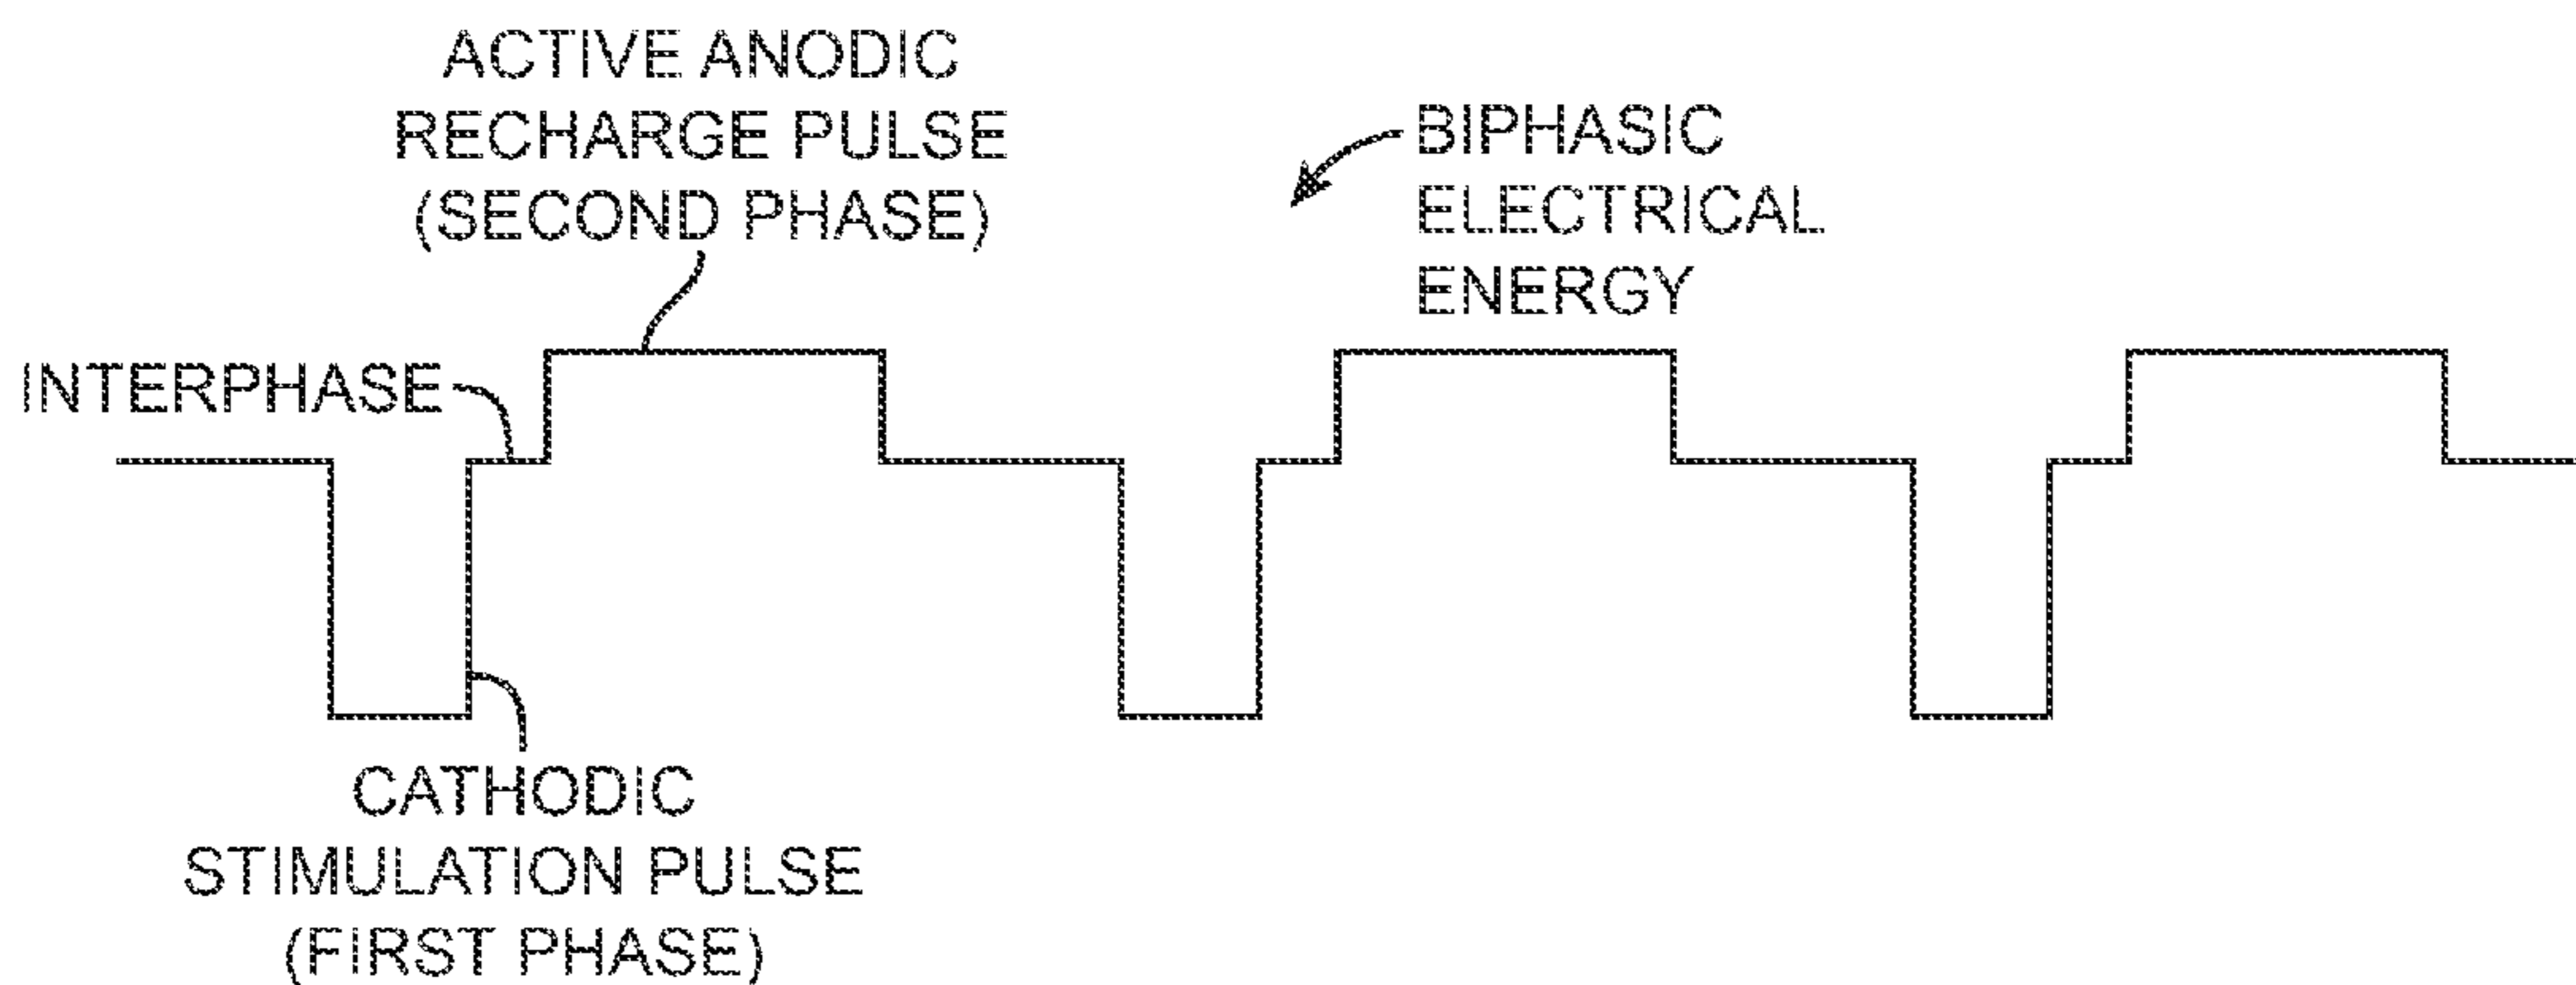 ACTIVE ANODIC
RECHARGE PULSE
(SECOND PHASE)
BIPHASIC
ELECTRICAL
ENERGY
INTERPHASE
CATHODIC
STIMULATION PULSE
(FIRST PHASE)